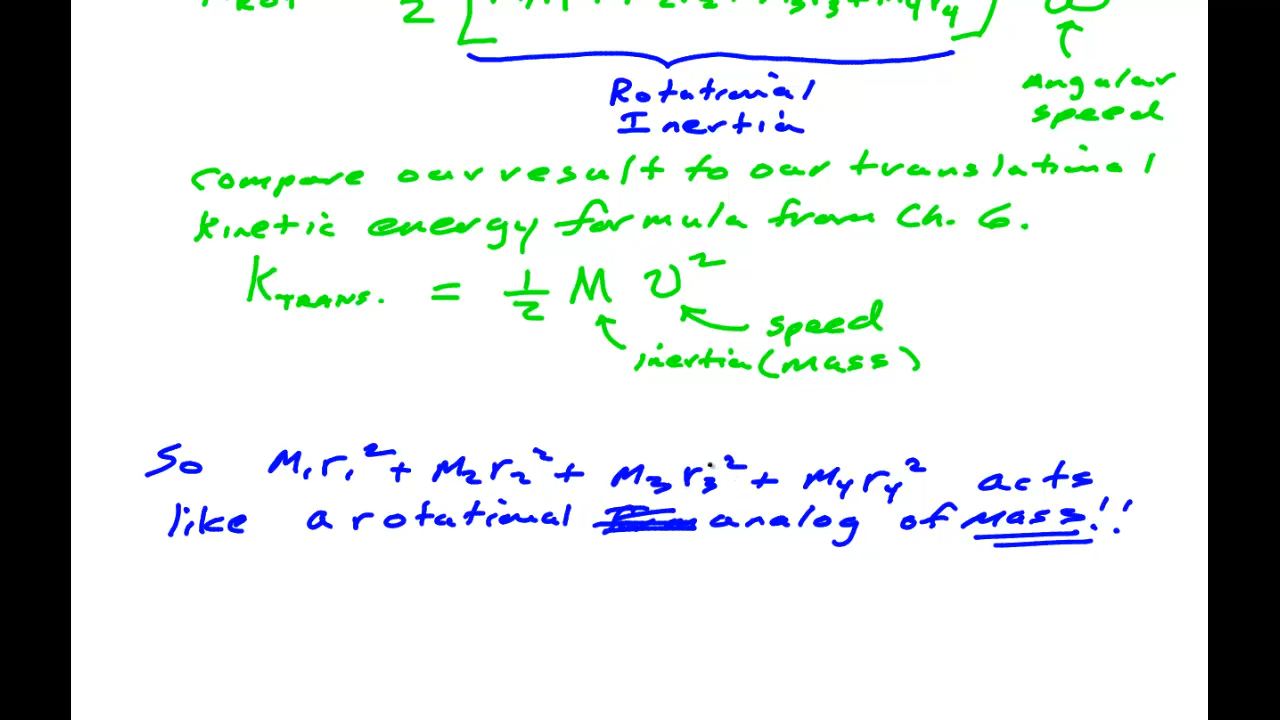 2
Rotational
Inertia
Angular
speed
Compare our result to our translational
kinetic energy formula from Ch. 6.
K_TRANS. = 1/2 M v²
speed
inertia (mass)
So M₁r₁² + M₂r₂² + M₃r₃² + M₄r₄² acts
like a rotational analog of mass!!